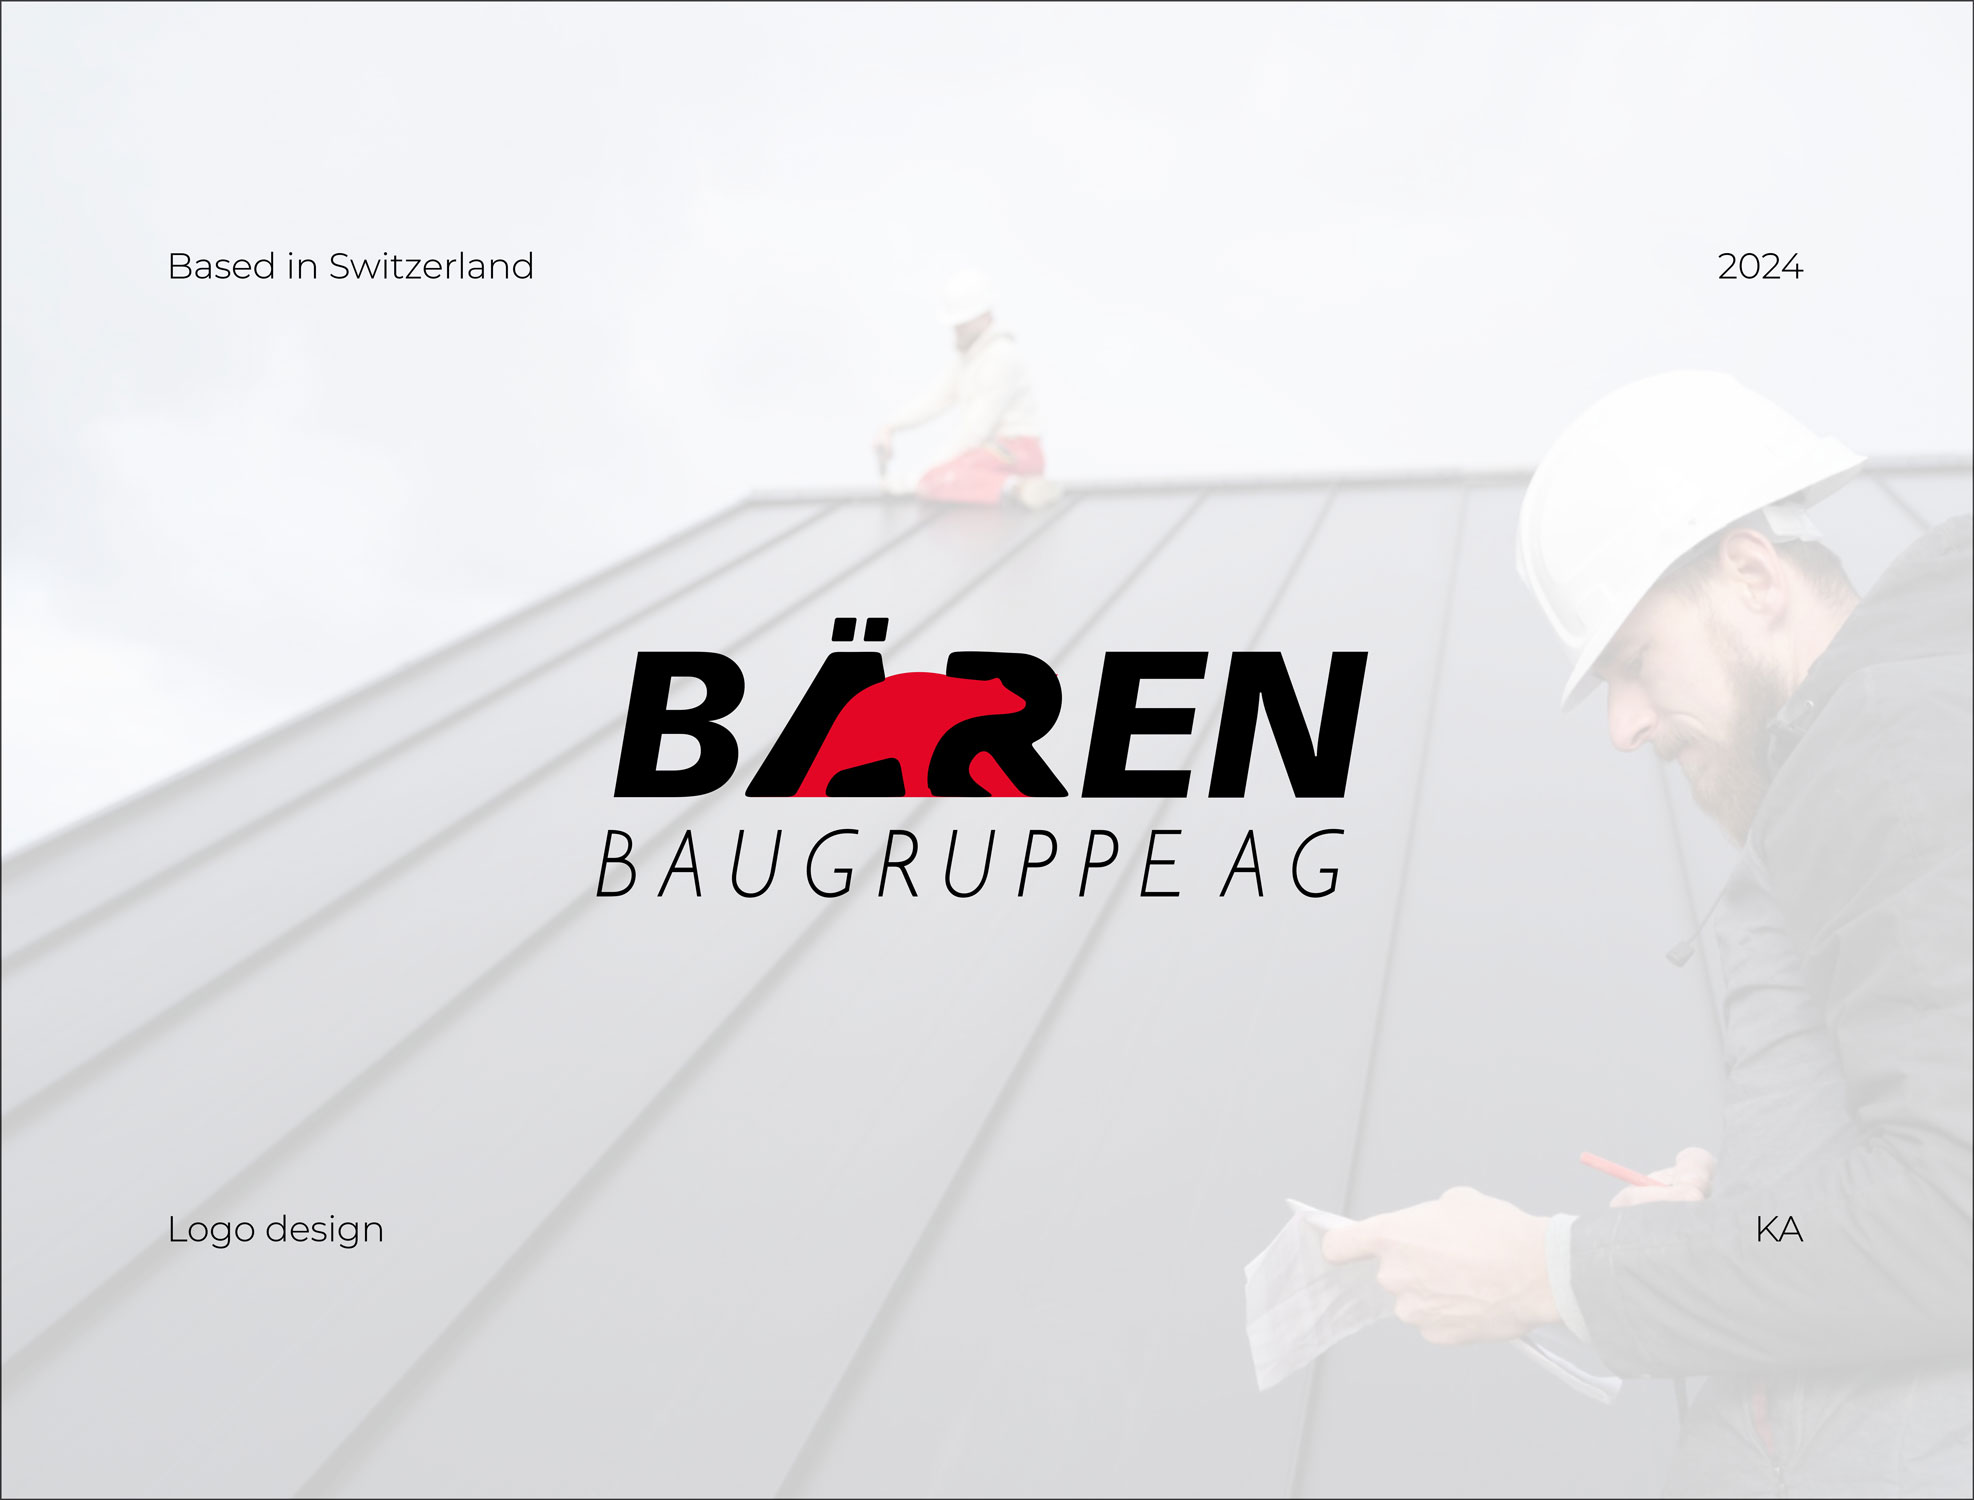 Based in Switzerland
2024
BÄREN
BAUGRUPPE AG
Logo design
KA